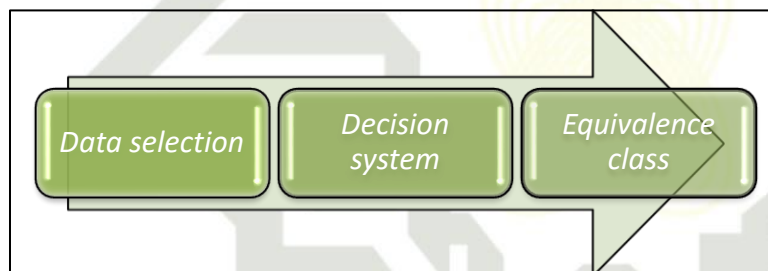 Data selection
Decision
system
Equivalence
class